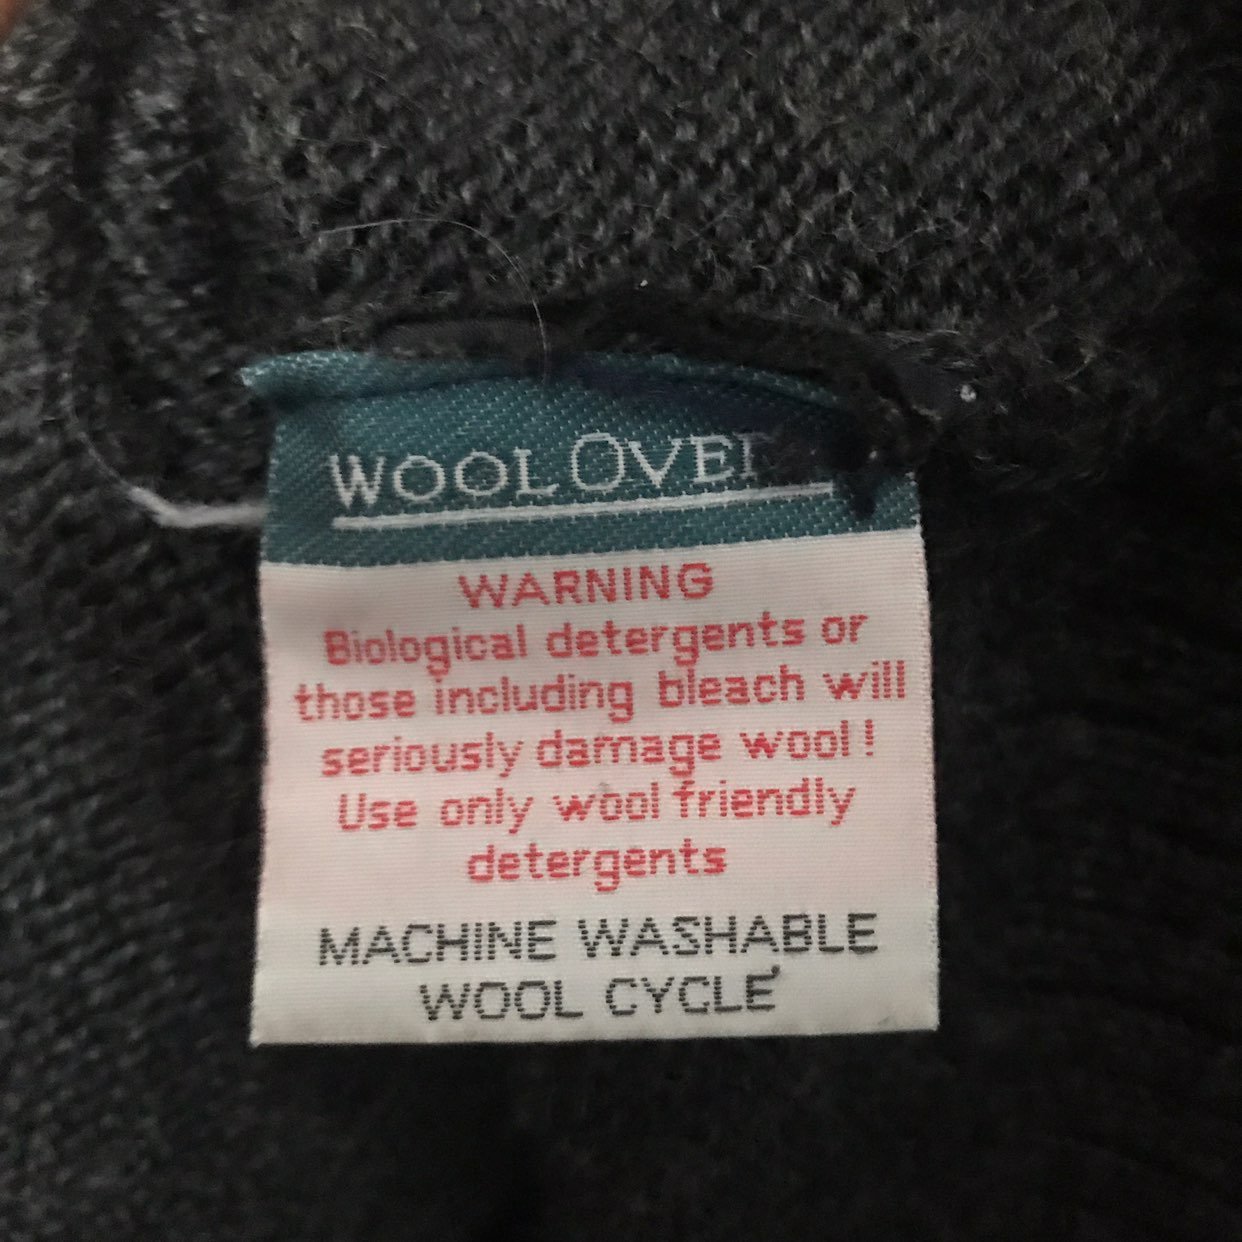 WOOL OVER
WARNING
Biological detergents or
those including bleach will
seriously damage wool!
Use only wool friendly
detergents
MACHINE WASHABLE
WOOL CYCLE